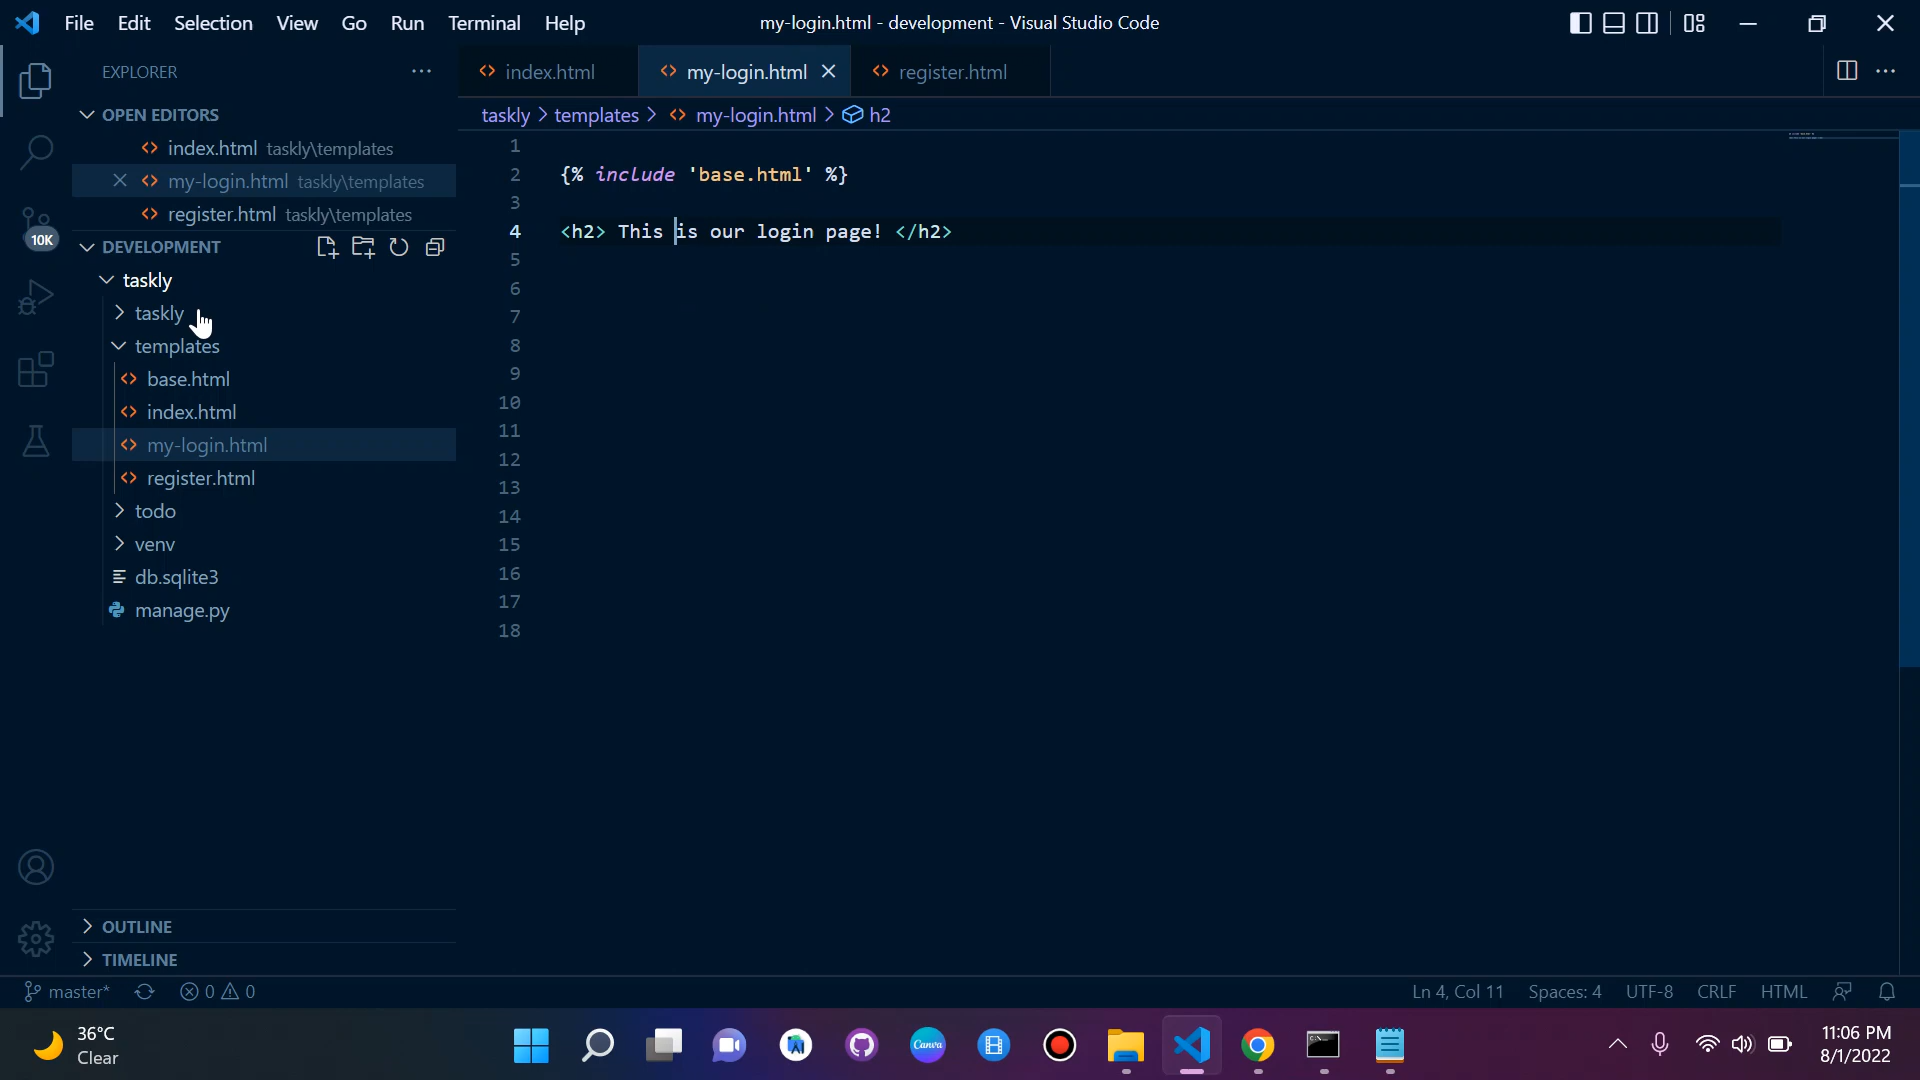 File Edit Selection View Go Run Terminal Help my-login.html - development - Visual Studio Code
EXPLORER
index.html my-login.html register.html
OPEN EDITORS
index.html taskly\templates
my-login.html taskly\templates
register.html taskly\templates
DEVELOPMENT
taskly
taskly
templates
base.html
index.html
my-login.html
register.html
todo
venv
db.sqlite3
manage.py
OUTLINE
TIMELINE
10K
taskly > templates > my-login.html > h2
1
2 {% include 'base.html' %}
3
4 <h2> This is our login page! </h2>
5
6
7
8
9
10
11
12
13
14
15
16
17
18
master* 0 0 Ln 4, Col 11 Spaces: 4 UTF-8 CRLF HTML
36°C
Clear
Canva
11:06 PM
8/1/2022